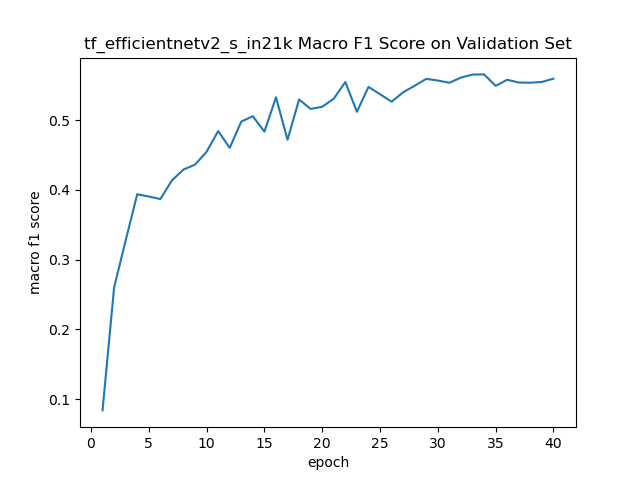 tf_efficientnetv2_s_in21k Macro F1 Score on Validation Set
macro f1 score
0.5
0.4
0.3
0.2
0.1
0 5 10 15 20 25 30 35 40
epoch